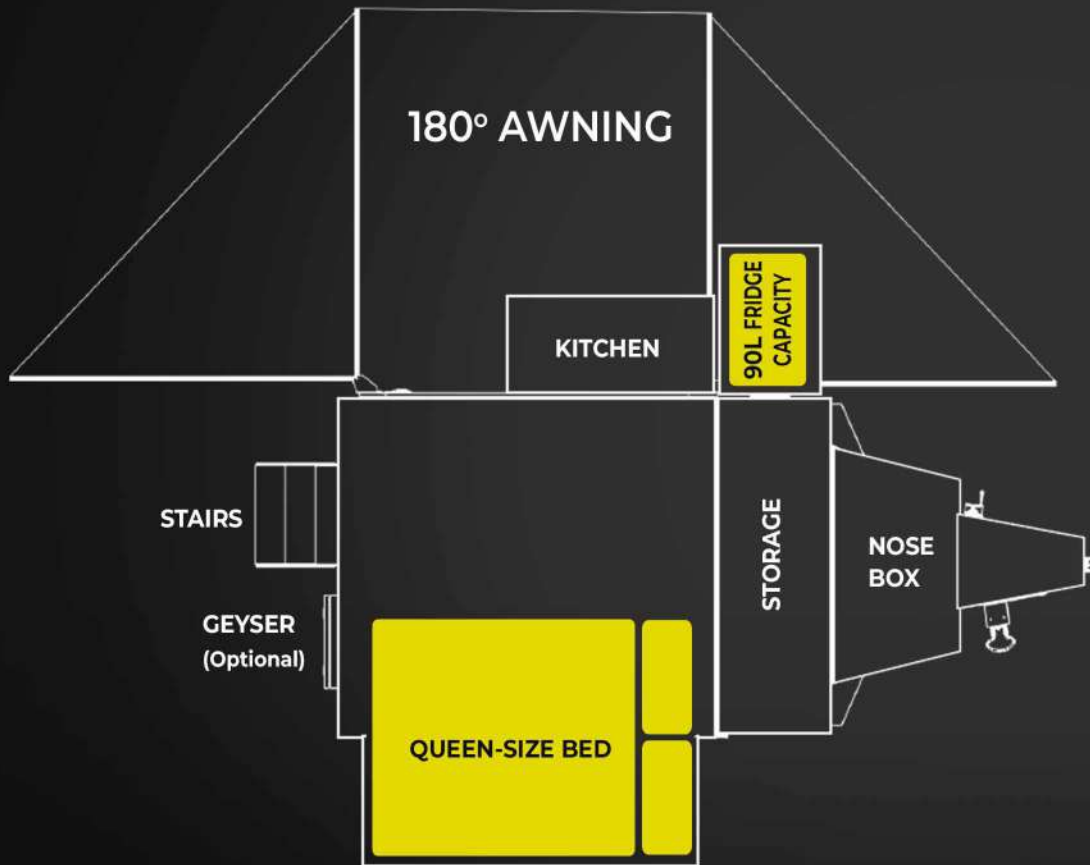 180° AWNING
90L FRIDGE
CAPACITY
KITCHEN
STAIRS
STORAGE
NOSE
BOX
GEYSER
(Optional)
QUEEN-SIZE BED